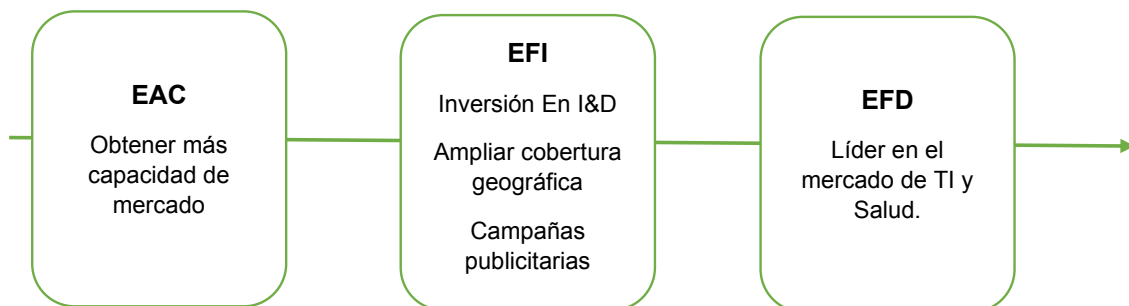 EAC
Obtener más
capacidad de
mercado
EFI
Inversión En I&D
Ampliar cobertura
geográfica
Campañas
publicitarias
EFD
Líder en el
mercado de TI y
Salud.